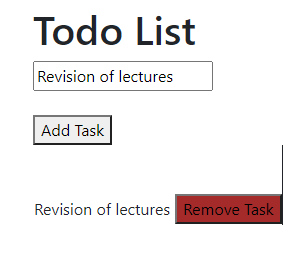 Todo List
Revision of lectures
Add Task
Revision of lectures Remove Task